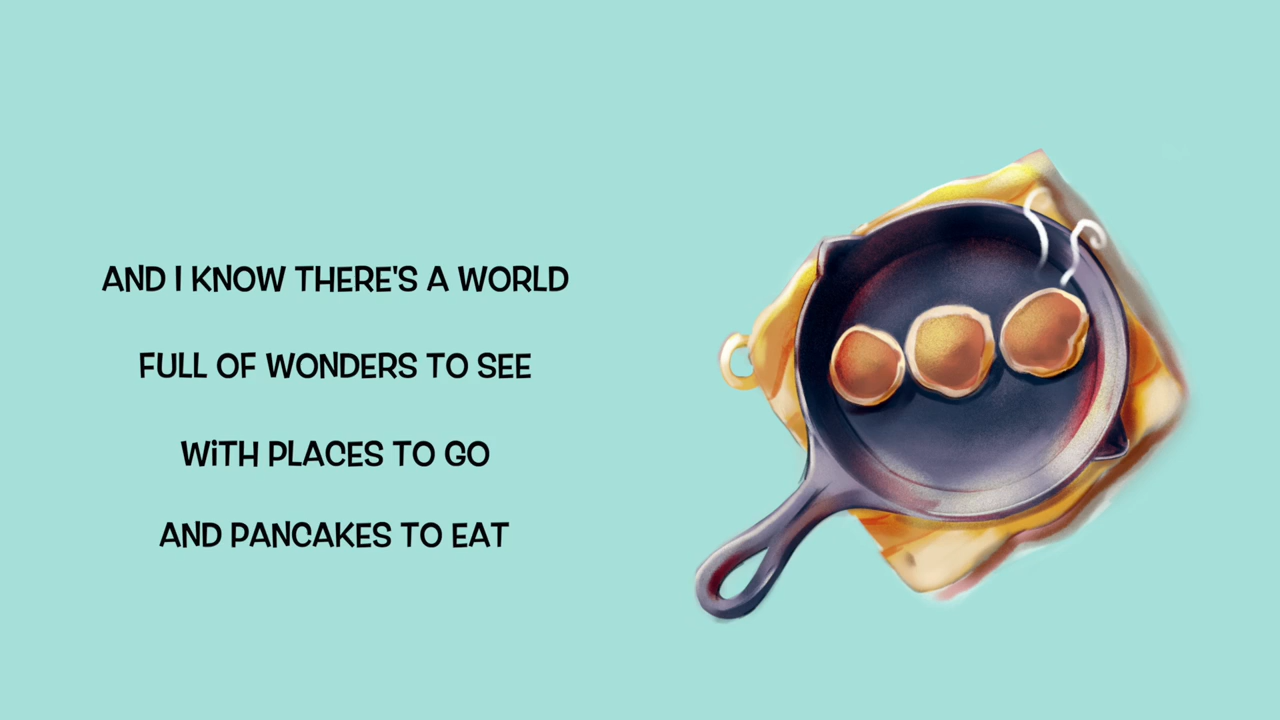 AND I KNOW THERE'S A WORLD
FULL OF WONDERS TO SEE
WiTH PLACES TO GO
AND PANCAKES TO EAT